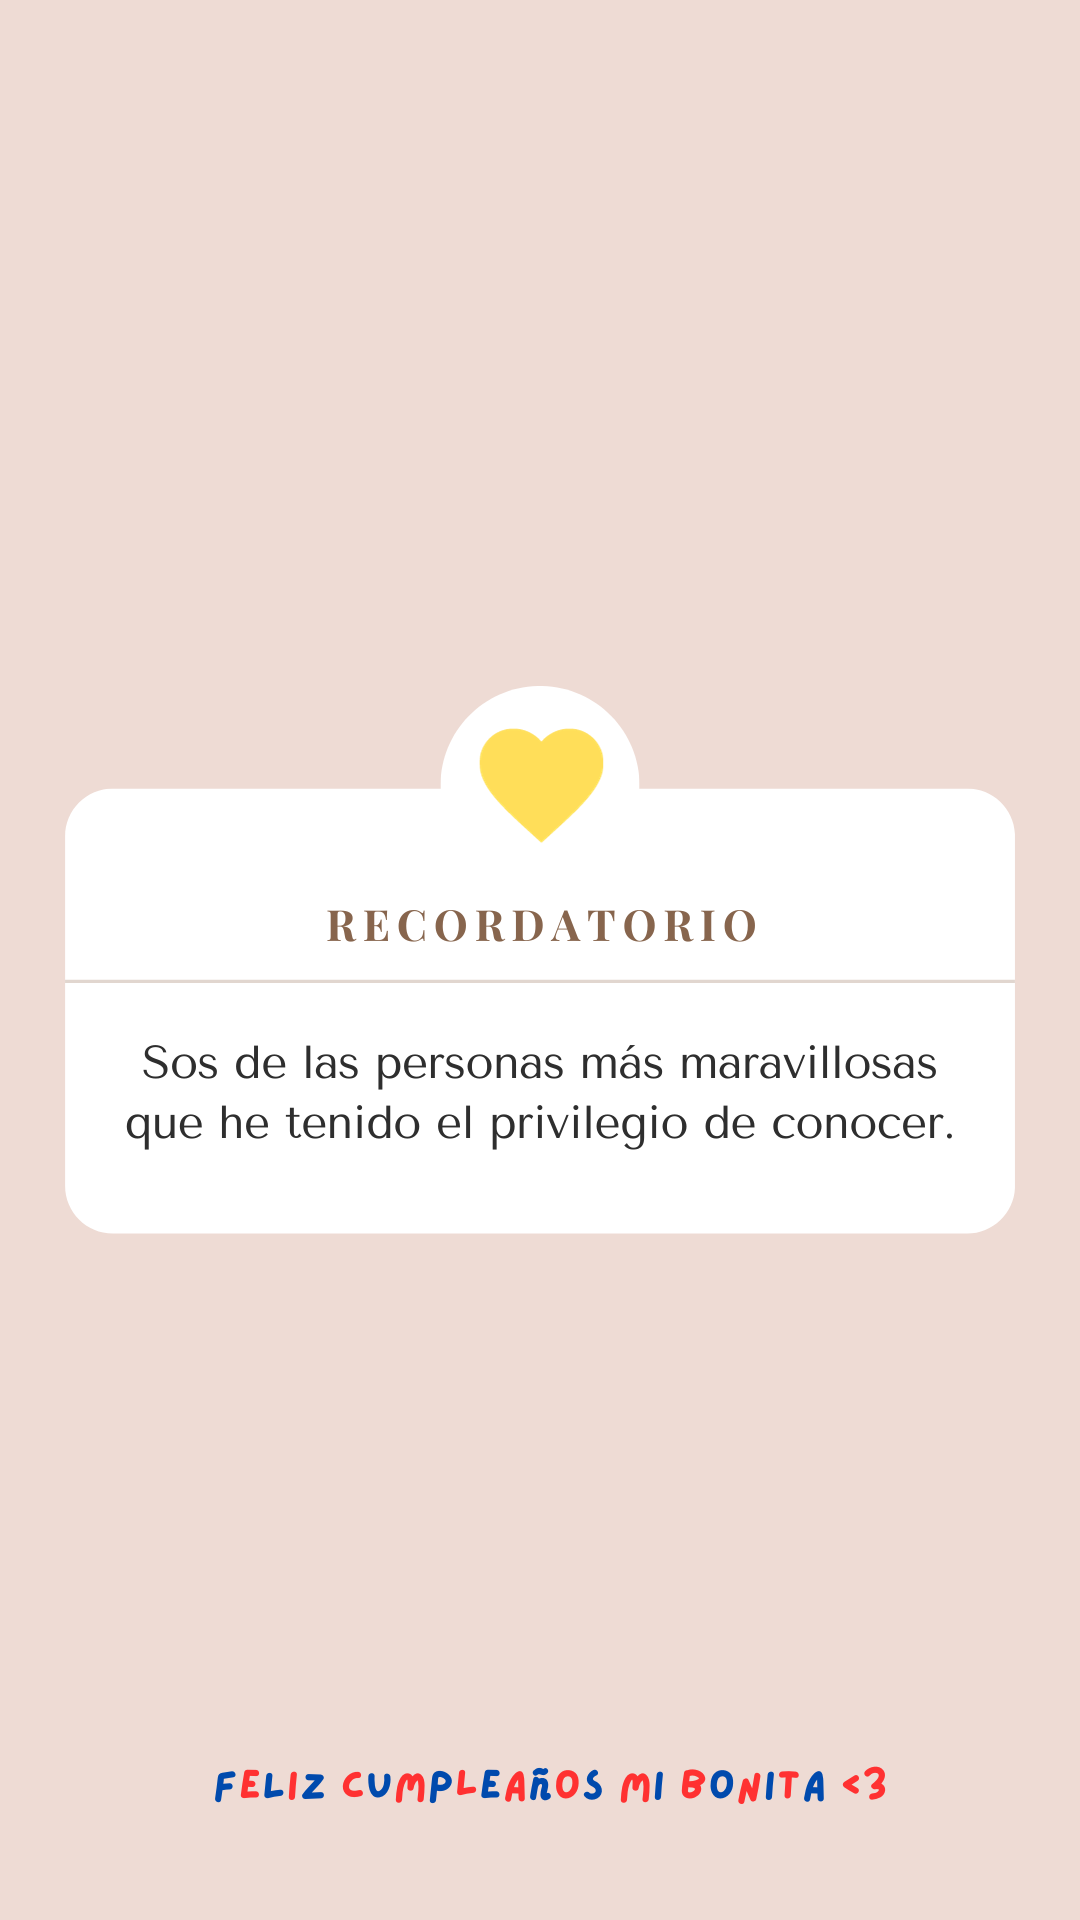 RECORDATORIO
Sos de las personas más maravillosas
que he tenido el privilegio de conocer.
FELIZ CUMPLEAñOS MI BONITA <3